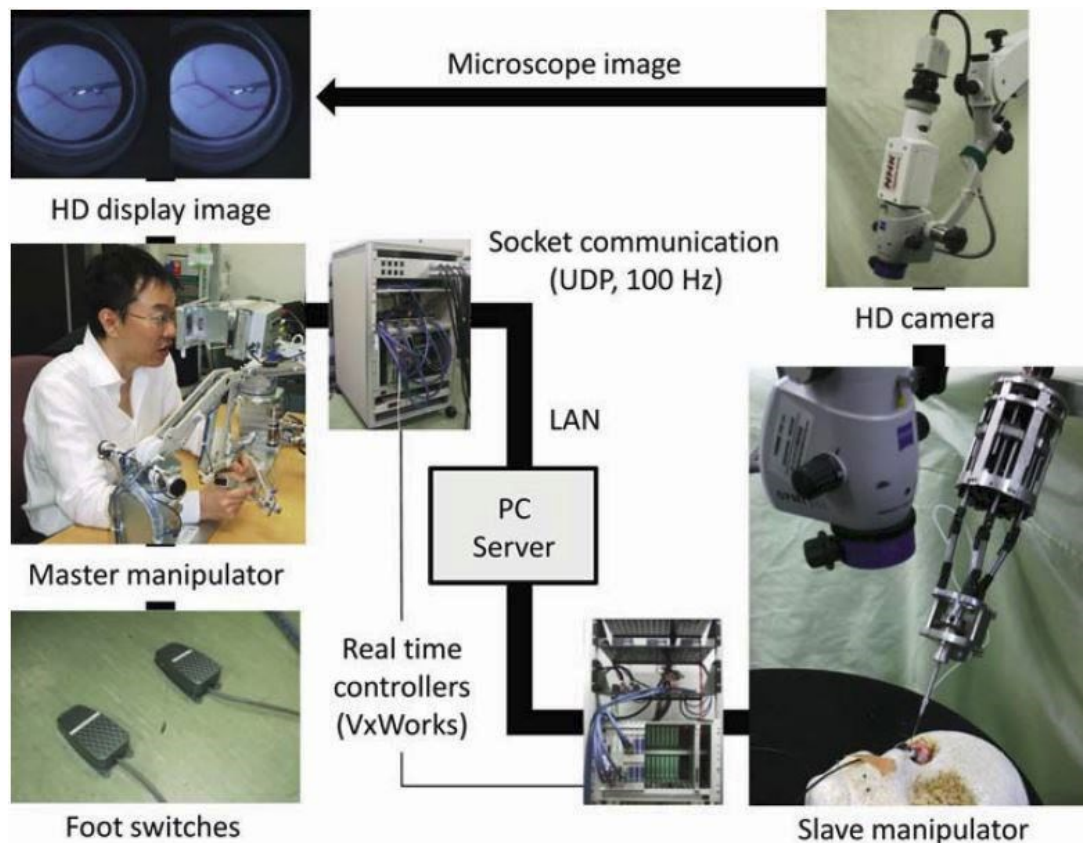 Microscope image
HD display image
Socket communication
(UDP, 100 Hz)
HD camera
NHK
LAN
PC
Server
Master manipulator
Real time
controllers
(VxWorks)
Foot switches
Slave manipulator